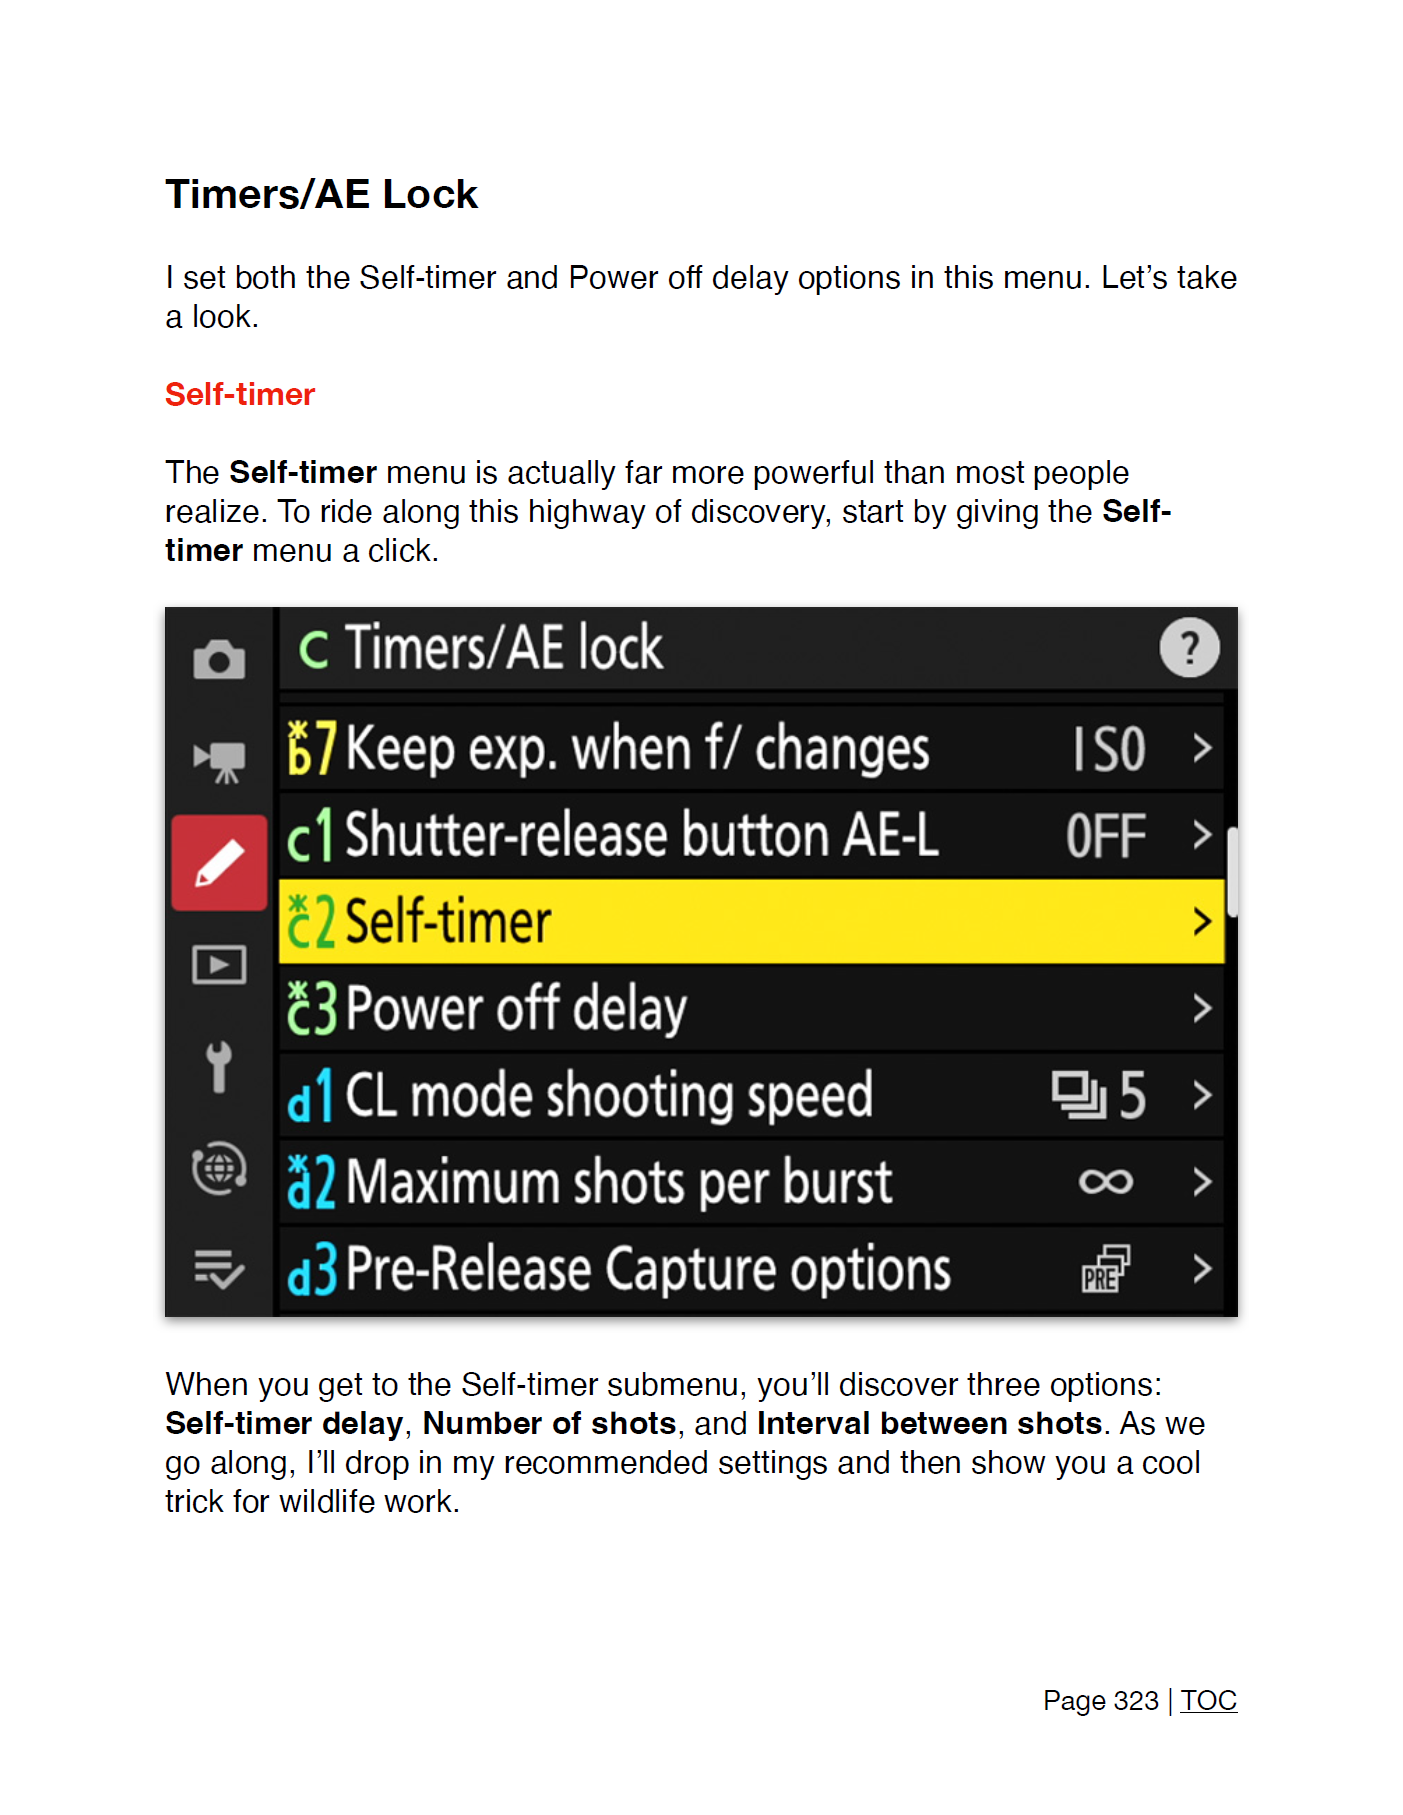 Timers/AE Lock
I set both the Self-timer and Power off delay options in this menu. Let’s take
a look.
Self-timer
The Self-timer menu is actually far more powerful than most people
realize. To ride along this highway of discovery, start by giving the Self-
timer menu a click.
C Timers/AE lock ?
*b7 Keep exp. when f/ changes ISO >
c1 Shutter-release button AE-L OFF >
*c2 Self-timer >
*c3 Power off delay >
d1 CL mode shooting speed 5 >
*d2 Maximum shots per burst ∞ >
d3 Pre-Release Capture options PRE >
When you get to the Self-timer submenu, you’ll discover three options:
Self-timer delay, Number of shots, and Interval between shots. As we
go along, I’ll drop in my recommended settings and then show you a cool
trick for wildlife work.
Page 323 | TOC